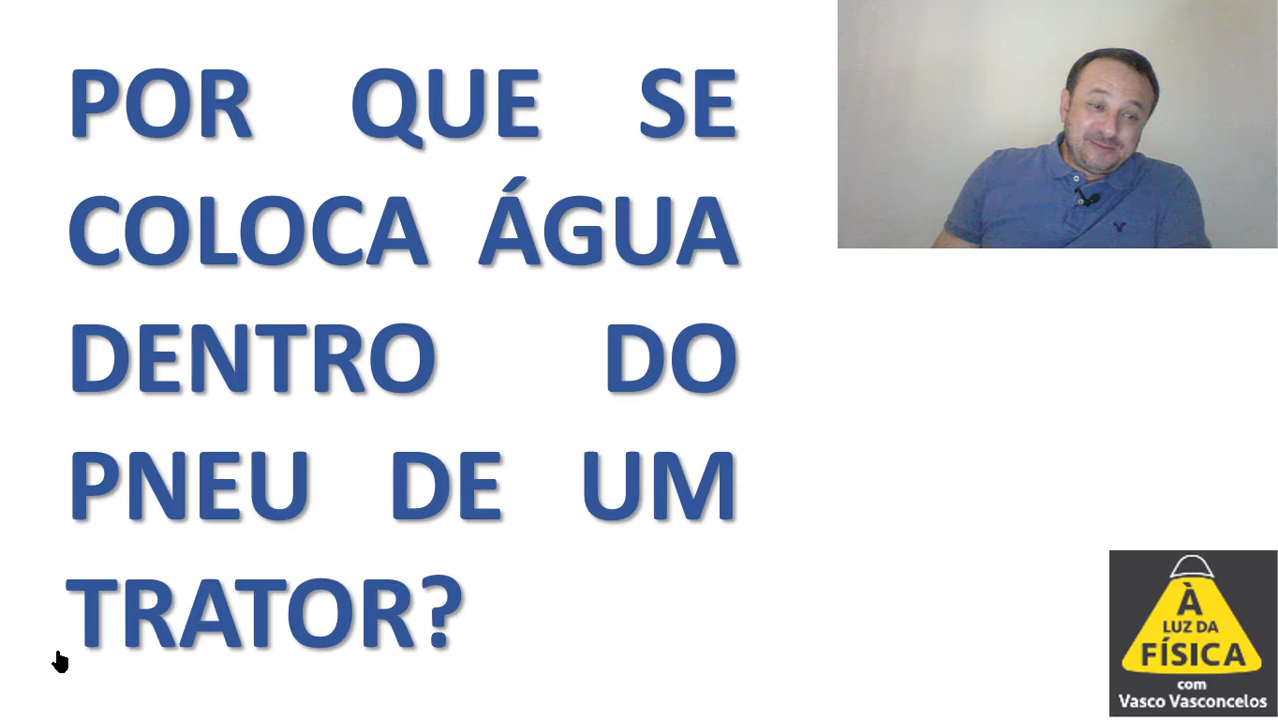 POR QUE SE
COLOCA ÁGUA
DENTRO DO
PNEU DE UM
TRATOR?
À
LUZ DA
FÍSICA
com
Vasco Vasconcelos